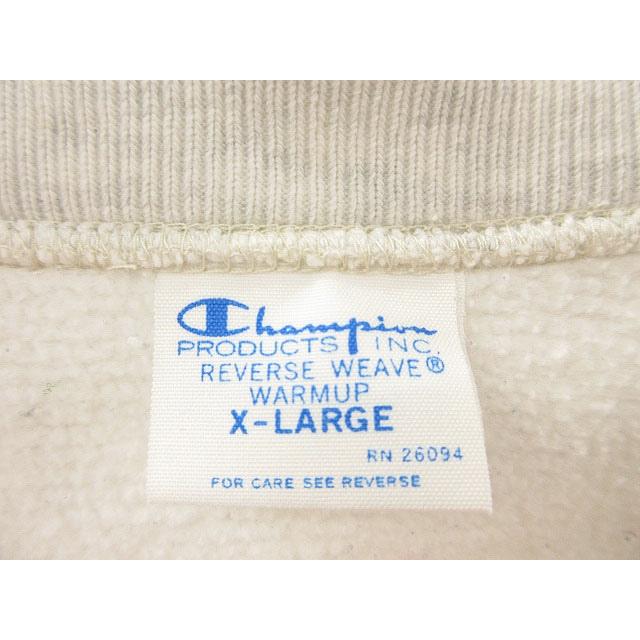 Champion
PRODUCTS INC.
REVERSE WEAVE®
WARMUP
X-LARGE
RN 26094
FOR CARE SEE REVERSE